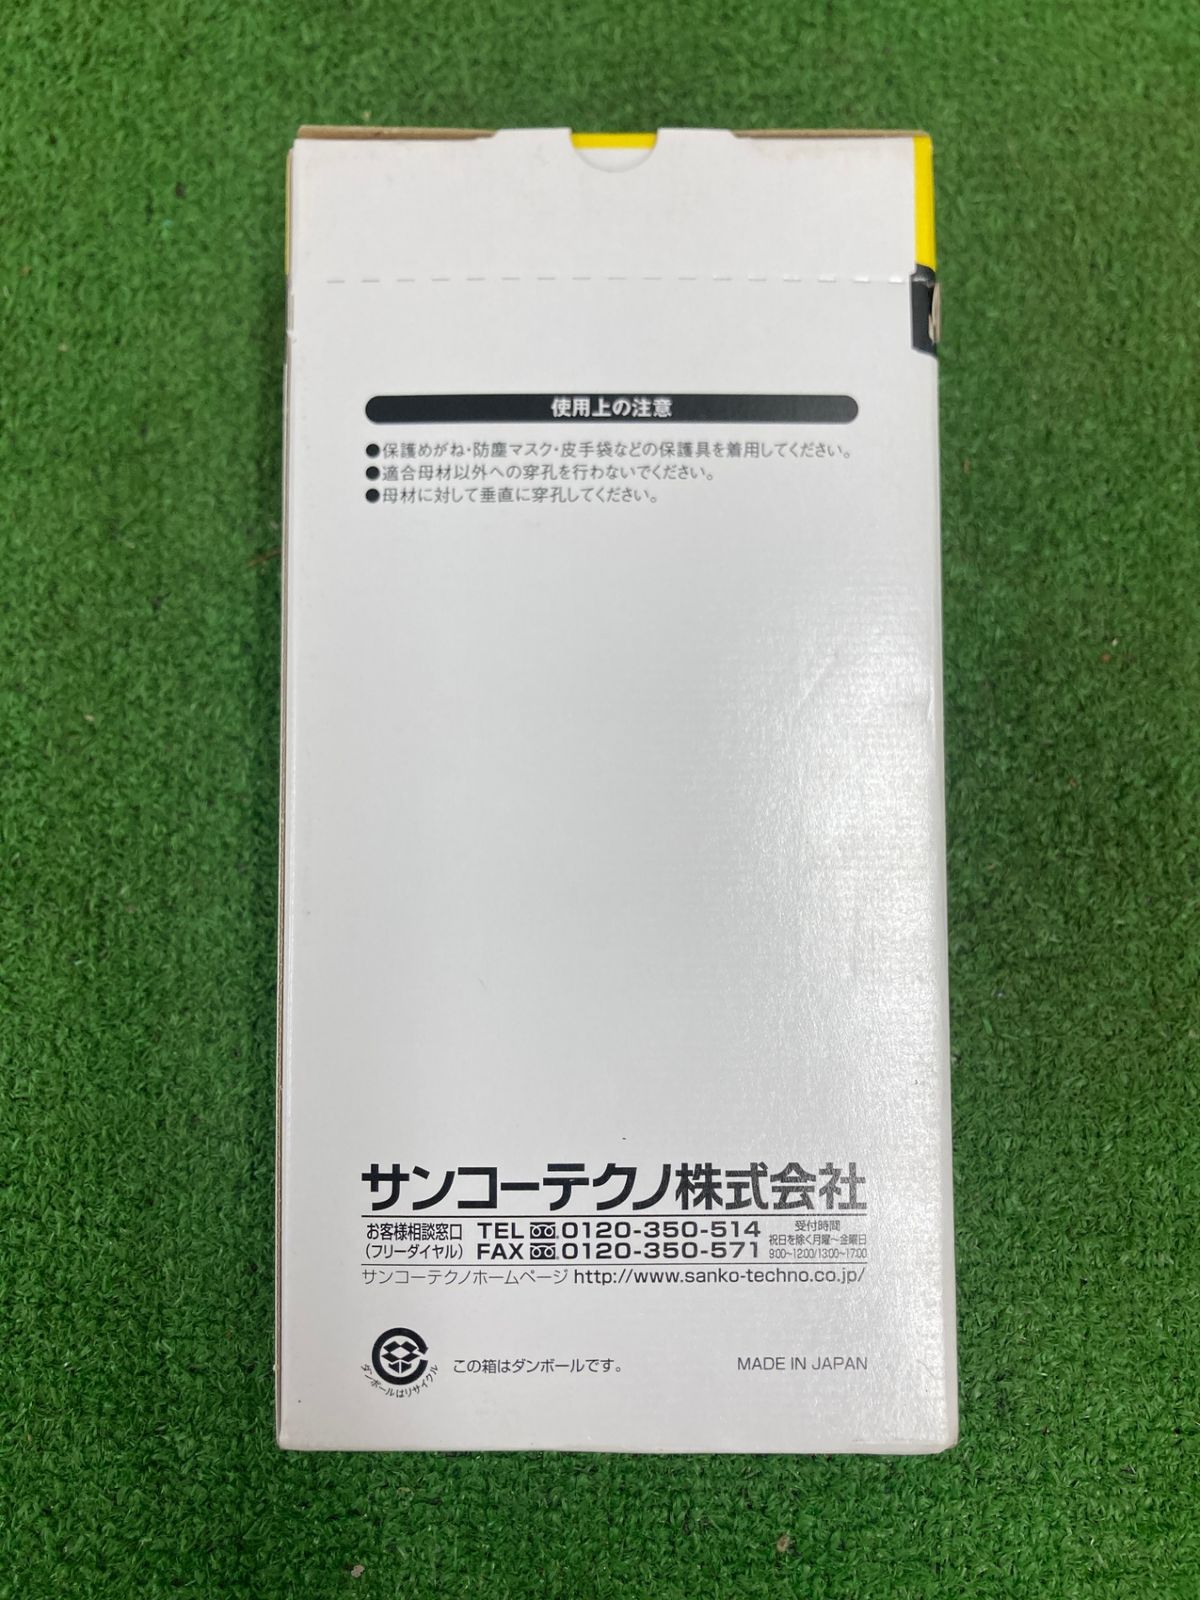 使用上の注意
●保護めがね・防塵マスク・皮手袋などの保護具を着用してください。
●適合母材以外への穿孔を行わないでください。
●母材に対して垂直に穿孔してください。
サンコーテクノ株式会社
お客様相談窓口 TEL 0120-350-514 受付時間
(フリーダイヤル) FAX 0120-350-571 祝日を除く月曜~金曜日
9:00~12:00/13:00~17:00
サンコーテクノホームページ http://www.sanko-techno.co.jp/
ダンボールはリサイクル
この箱はダンボールです。 MADE IN JAPAN